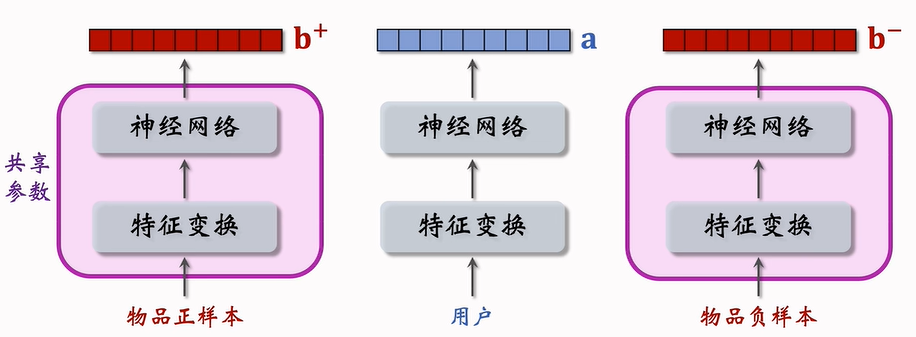 b⁺
a
b⁻
神经网络
神经网络
神经网络
共享
参数
特征变换
特征变换
特征变换
物品正样本
用户
物品负样本